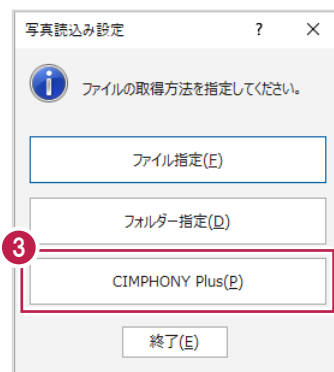 写真読込み設定 ? ×
ファイルの取得方法を指定してください。
ファイル指定(F)
フォルダー指定(D)
3
CIMPHONY Plus(P)
終了(E)